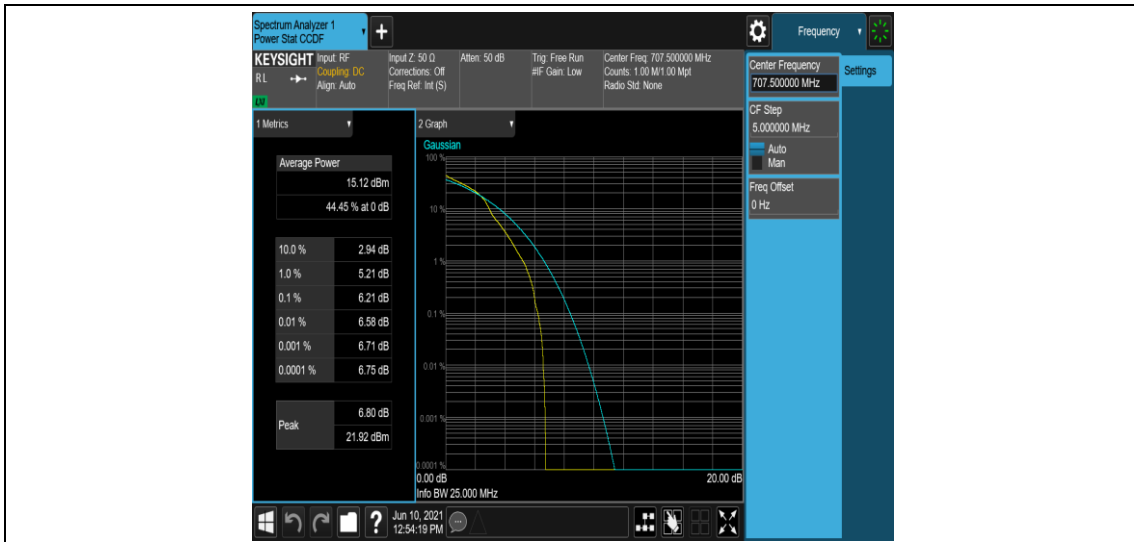 Spectrum Analyzer 1
Power Stat CCDF
+
Frequency
KEYSIGHT
RL
LXI
Input: RF
Coupling: DC
Align: Auto
Input Z: 50 Ω
Corrections: Off
Freq Ref: Int (S)
Atten: 50 dB
Trig: Free Run
#IF Gain: Low
Center Freq: 707.500000 MHz
Counts: 1.00 M/1.00 Mpt
Radio Std: None
Center Frequency
707.500000 MHz
Settings
CF Step
5.000000 MHz
Auto
Man
Freq Offset
0 Hz
1 Metrics
Average Power
15.12 dBm
44.45 % at 0 dB
10.0 % 2.94 dB
1.0 % 5.21 dB
0.1 % 6.21 dB
0.01 % 6.58 dB
0.001 % 6.71 dB
0.0001 % 6.75 dB
Peak
6.80 dB
21.92 dBm
2 Graph
Gaussian
100 %
10 %
1 %
0.1 %
0.01 %
0.001 %
0.0001 %
0.00 dB 20.00 dB
Info BW 25.000 MHz
?
Jun 10, 2021
12:54:19 PM